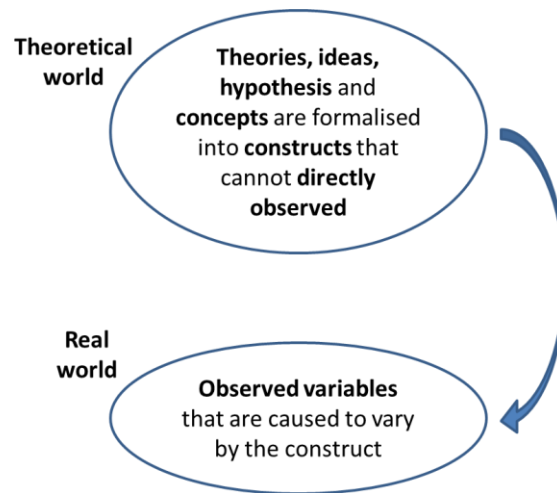 Theoretical
world
Theories, ideas,
hypothesis and
concepts are formalised
into constructs that
cannot directly
observed
Real
world
Observed variables
that are caused to vary
by the construct